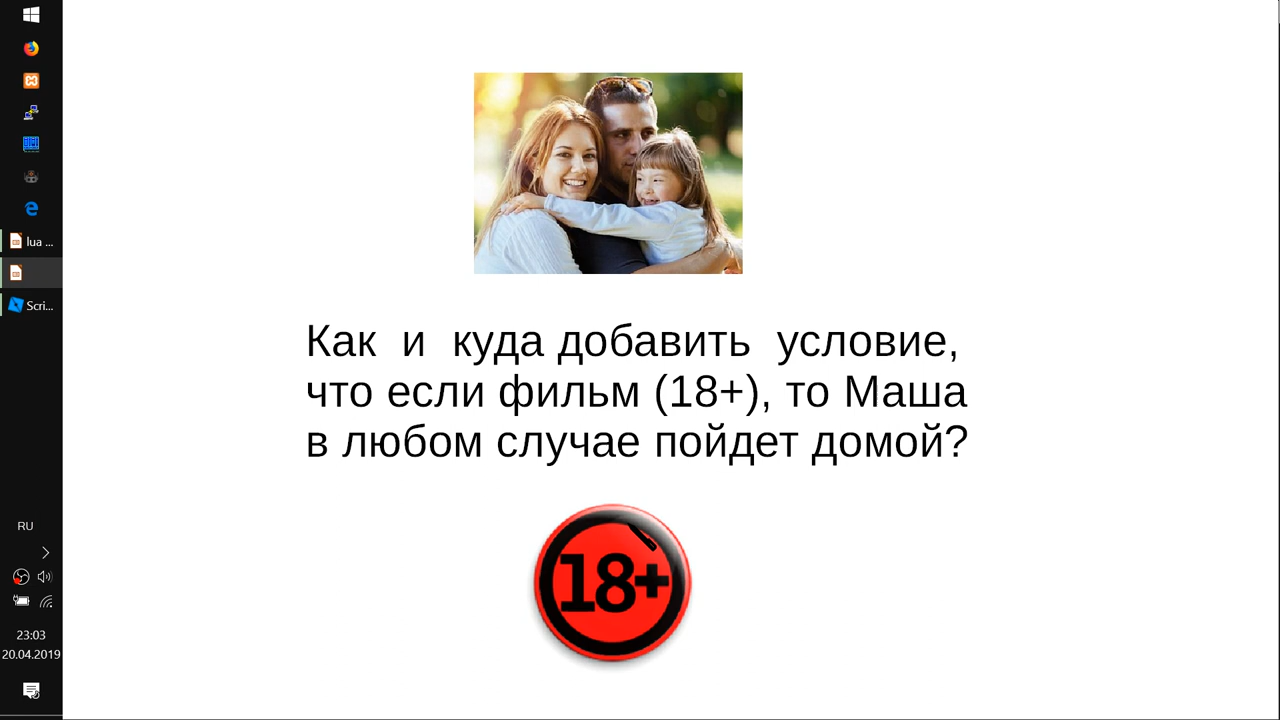 lua ...
Scri...
RU
23:03
20.04.2019
Как и куда добавить условие,
что если фильм (18+), то Маша
в любом случае пойдет домой?
18+